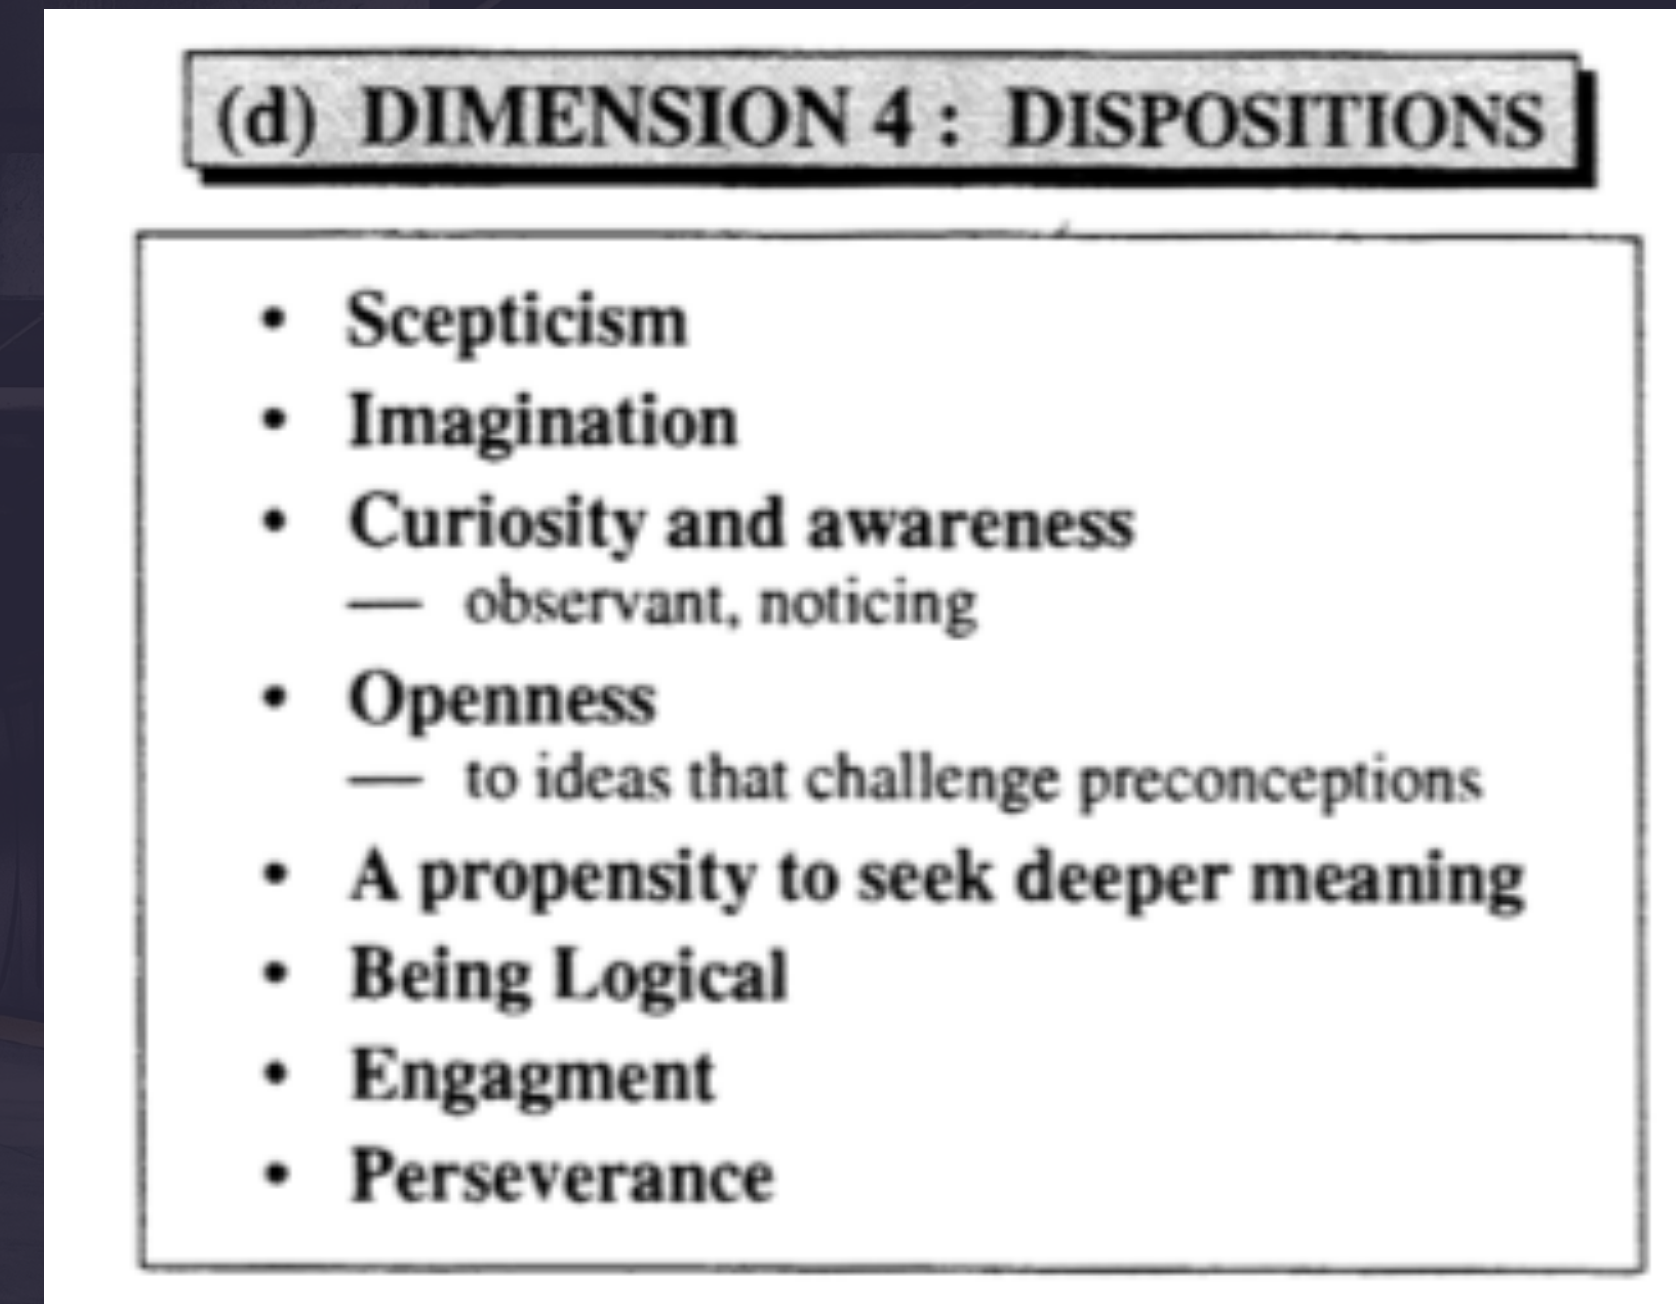 (d) DIMENSION 4 : DISPOSITIONS
• Scepticism
• Imagination
• Curiosity and awareness
— observant, noticing
• Openness
— to ideas that challenge preconceptions
• A propensity to seek deeper meaning
• Being Logical
• Engagment
• Perseverance